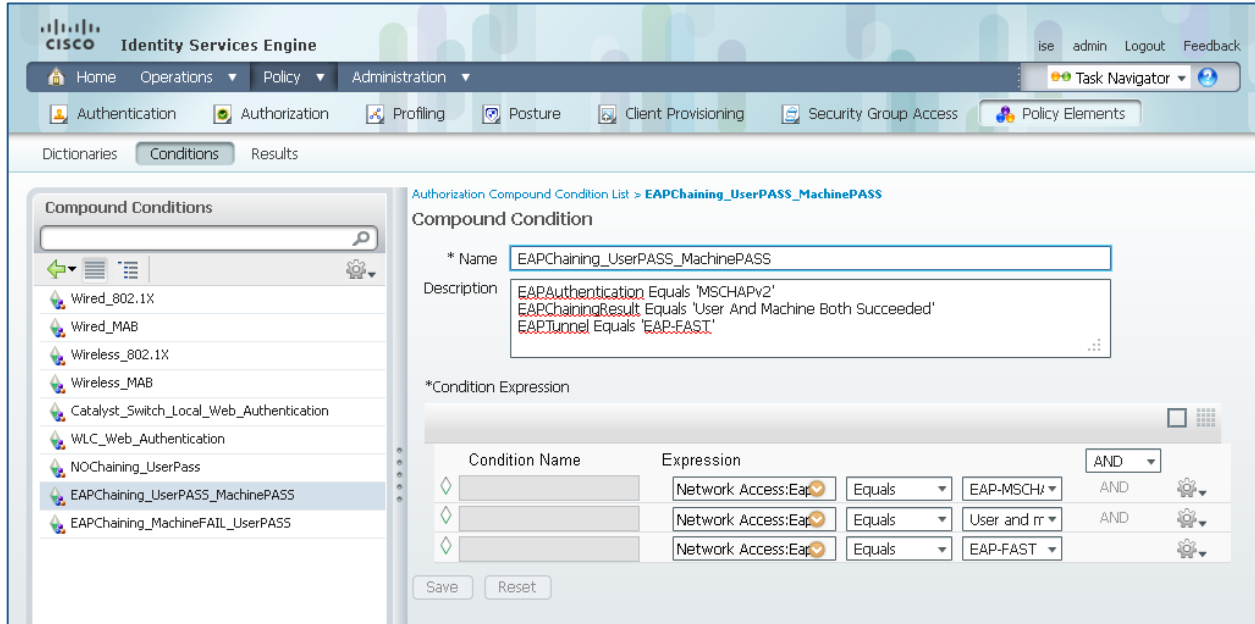 CISCO Identity Services Engine
ise admin Logout Feedback
Home Operations Policy Administration
Task Navigator
Authentication Authorization Profiling Posture Client Provisioning Security Group Access Policy Elements
Dictionaries Conditions Results
Compound Conditions
Wired_802.1X
Wired_MAB
Wireless_802.1X
Wireless_MAB
Catalyst_Switch_Local_Web_Authentication
WLC_Web_Authentication
NOChaining_UserPass
EAPChaining_UserPASS_MachinePASS
EAPChaining_MachineFAIL_UserPASS
Authorization Compound Condition List > EAPChaining_UserPASS_MachinePASS
Compound Condition
* Name EAPChaining_UserPASS_MachinePASS
Description EAPAuthentication Equals 'MSCHAPv2'
EAPChainingResult Equals 'User And Machine Both Succeeded'
EAPTunnel Equals 'EAP-FAST'
*Condition Expression
Condition Name Expression AND
Network Access:Eap Equals EAP-MSCHA AND
Network Access:Eap Equals User and m AND
Network Access:Eap Equals EAP-FAST
Save Reset